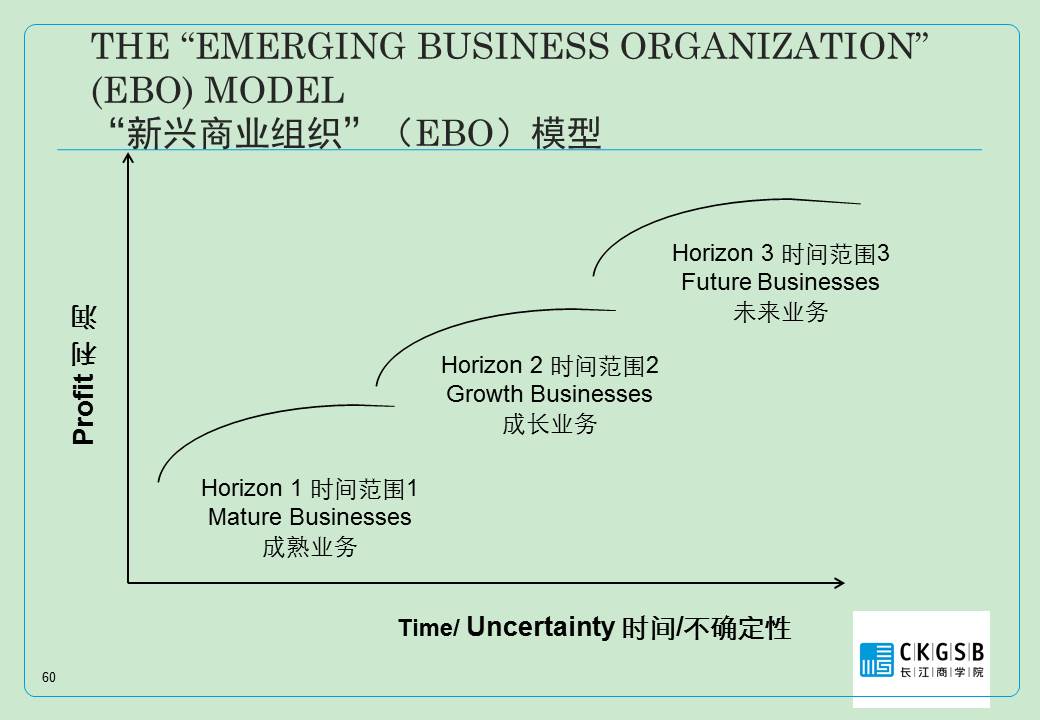 THE “EMERGING BUSINESS ORGANIZATION”
(EBO) MODEL
“新兴商业组织”（EBO）模型
Profit 利 润
Horizon 3 时间范围3
Future Businesses
未来业务
Horizon 2 时间范围2
Growth Businesses
成长业务
Horizon 1 时间范围1
Mature Businesses
成熟业务
Time/ Uncertainty 时间/不确定性
C|K|G|S|B
长|江|商|学|院
60